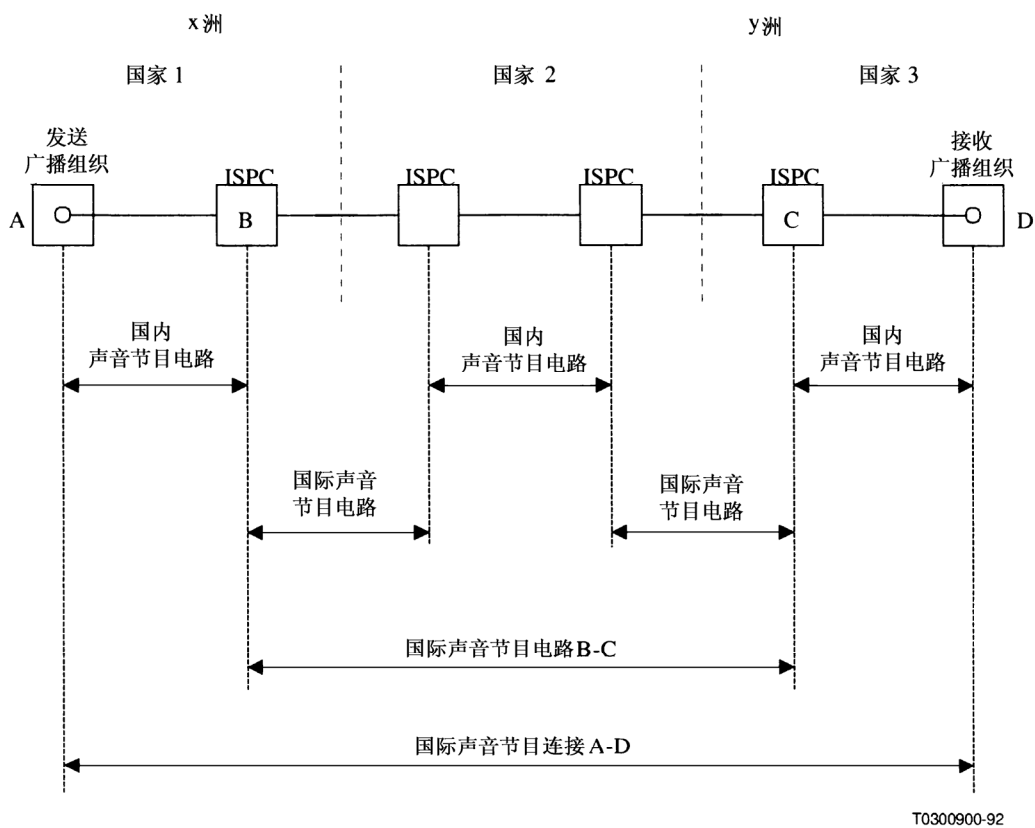 x洲
y洲
国家 1
国家 2
国家 3
发送
广播组织
接收
广播组织
ISPC
ISPC
ISPC
ISPC
A
B
C
D
国内
声音节目电路
国内
声音节目电路
国内
声音节目电路
国际声音
节目电路
国际声音
节目电路
国际声音节目电路B-C
国际声音节目连接A-D
T0300900-92